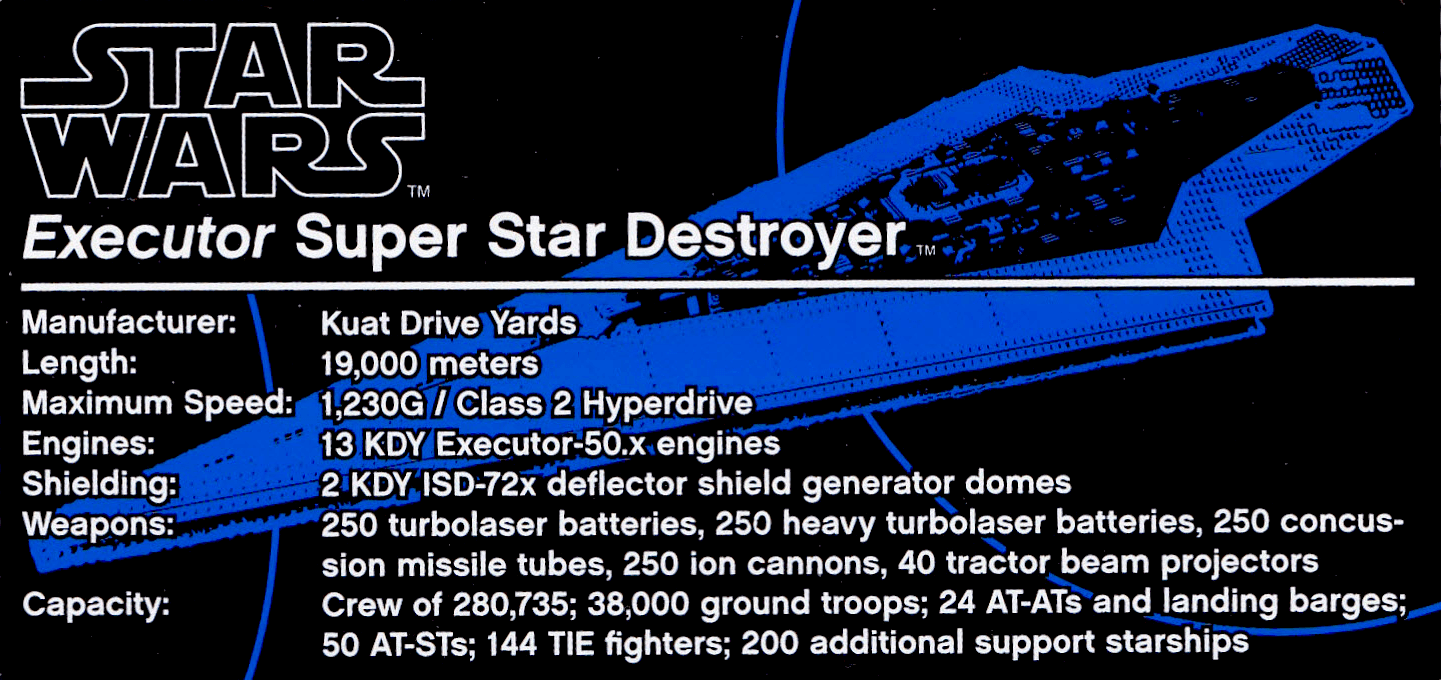 STAR
WARS™
Executor Super Star Destroyer™
Manufacturer: Kuat Drive Yards
Length: 19,000 meters
Maximum Speed: 1,230G / Class 2 Hyperdrive
Engines: 13 KDY Executor-50.x engines
Shielding: 2 KDY ISD-72x deflector shield generator domes
Weapons: 250 turbolaser batteries, 250 heavy turbolaser batteries, 250 concus-
sion missile tubes, 250 ion cannons, 40 tractor beam projectors
Capacity: Crew of 280,735; 38,000 ground troops; 24 AT-ATs and landing barges;
50 AT-STs; 144 TIE fighters; 200 additional support starships